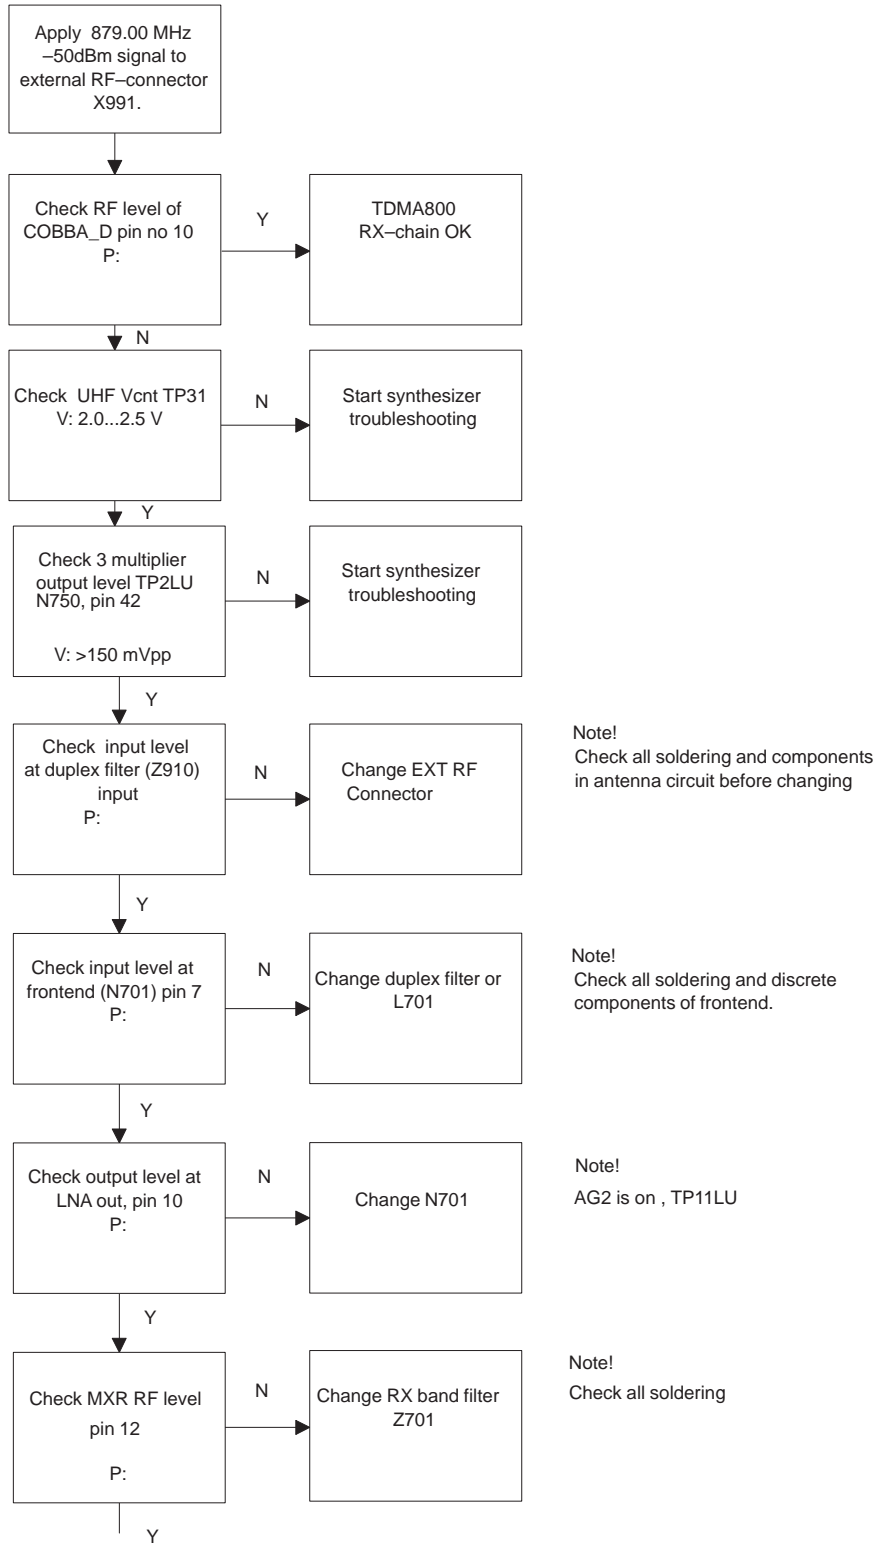 Apply 879.00 MHz
–50dBm signal to
external RF–connector
X991.
Check RF level of
COBBA_D pin no 10
P:
Y
TDMA800
RX–chain OK
N
Check UHF Vcnt TP31
V: 2.0...2.5 V
N
Start synthesizer
troubleshooting
Y
Check 3 multiplier
output level TP2LU
N750, pin 42
V: >150 mVpp
N
Start synthesizer
troubleshooting
Y
Check input level
at duplex filter (Z910)
input
P:
N
Change EXT RF
Connector
Note!
Check all soldering and components
in antenna circuit before changing
Y
Check input level at
frontend (N701) pin 7
P:
N
Change duplex filter or
L701
Note!
Check all soldering and discrete
components of frontend.
Y
Check output level at
LNA out, pin 10
P:
N
Change N701
Note!
AG2 is on , TP11LU
Y
Check MXR RF level
pin 12
P:
N
Change RX band filter
Z701
Note!
Check all soldering
Y